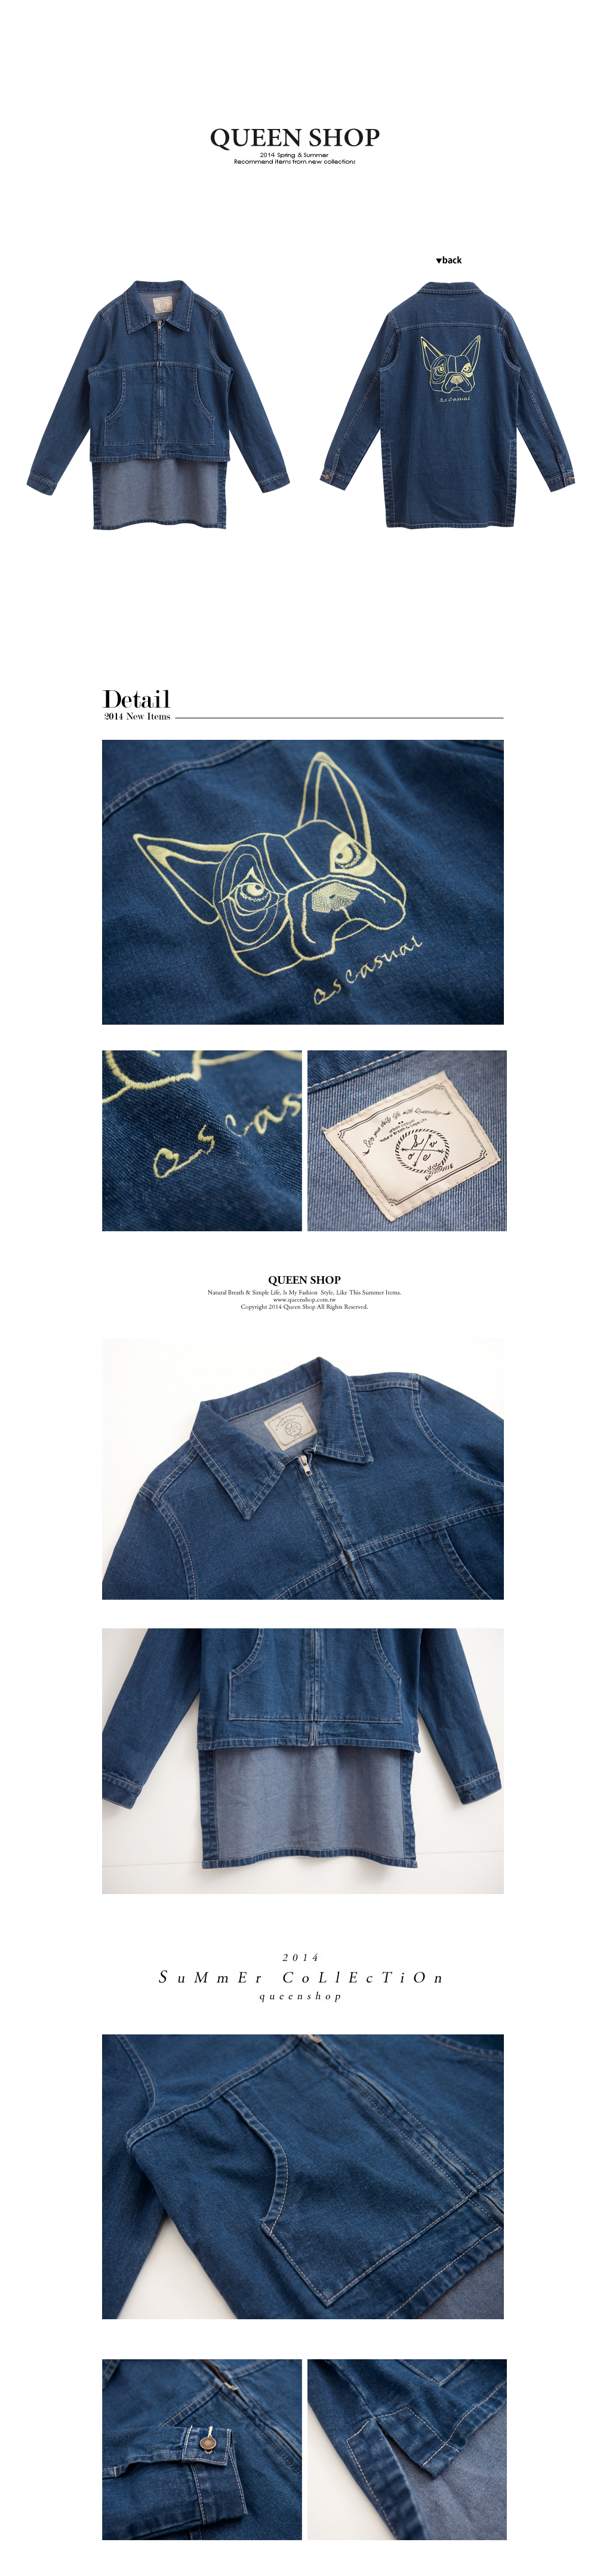 QUEEN SHOP
2014 Spring & Summer
Recommend items from new collections
▼back
as casual
Detail
2014 New Items
as casual
as Cas
QUEEN SHOP
Natural Breath & Simple Life, Is My Fashion Style, Like This Summer Items.
www.queenshop.com.tw
Copyright 2014 Queen Shop All Rights Reserved.
2014
SuMmEr CoLlEcTiOn
queenshop